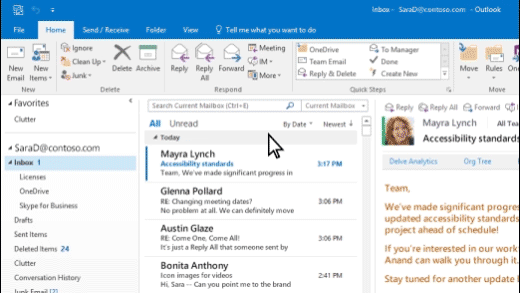 Inbox - SaraD@contoso.com - Outlook
File Home Send / Receive Folder View Tell me what you want to do
New Email
New Items
Ignore
Clean Up
Junk
Delete
Archive
Reply
Reply All
Forward
Meeting
IM
More
Respond
OneDrive
Team Email
Reply & Delete
To Manager
Done
Create New
Quick Steps
Move
Rules
Move
Favorites
Clutter
SaraD@contoso.com
Inbox 1
Licenses
OneDrive
Skype for Business
Drafts
Sent Items
Deleted Items 24
Clutter
Conversation History
Junk Email [7]
Search Current Mailbox (Ctrl+E) Current Mailbox
All Unread By Date Newest
Today
Mayra Lynch
Accessibility standards 3:17 PM
Team, We've made significant progress in
Glenna Pollard
RE: Changing meeting dates? 3:06 PM
No problem at all. We can definitely move
Austin Glaze
RE: Come One, Come All! 3:06 PM
It's just a Reply All that someone sent by
Bonita Anthony
Icon images for videos 2:41 PM
Hi, Sara -- Can you point me to the brand
Reply Reply All Forward
Mayra Lynch All
Accessibility standards
Delve Analytics Org Tree
Team,
We've made significant progress
updated accessibility standards
project ahead of schedule!
If you're interested in our work
Anand can walk you through it.
Stay tuned for another update